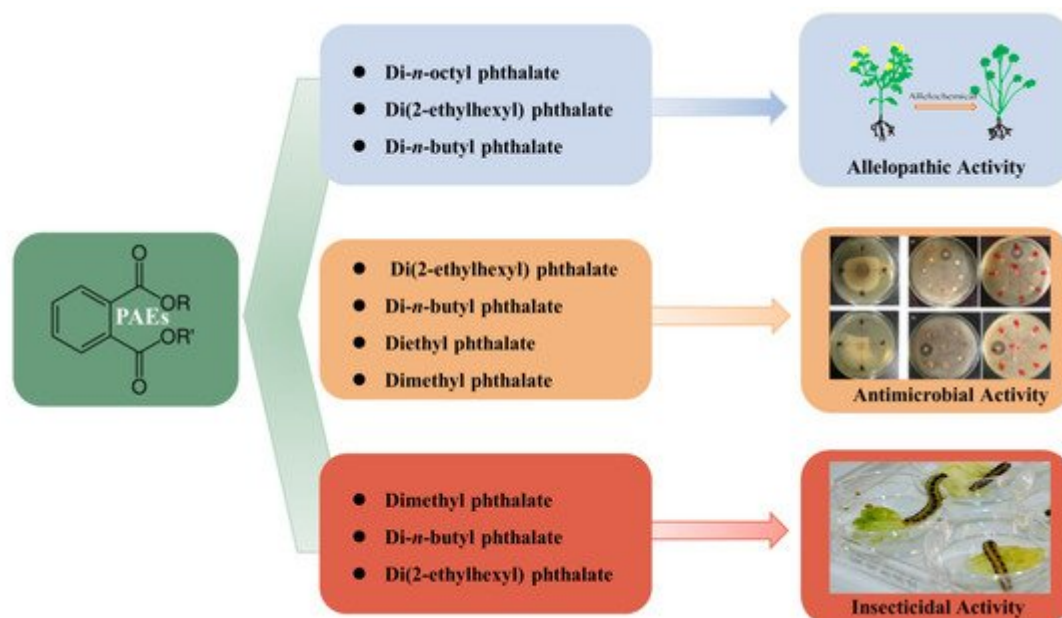 Di-n-octyl phthalate
Di(2-ethylhexyl) phthalate
Di-n-butyl phthalate
Allelochemical
Allelopathic Activity
O
OR
PAEs
OR'
O
Di(2-ethylhexyl) phthalate
Di-n-butyl phthalate
Diethyl phthalate
Dimethyl phthalate
Antimicrobial Activity
Dimethyl phthalate
Di-n-butyl phthalate
Di(2-ethylhexyl) phthalate
Insecticidal Activity